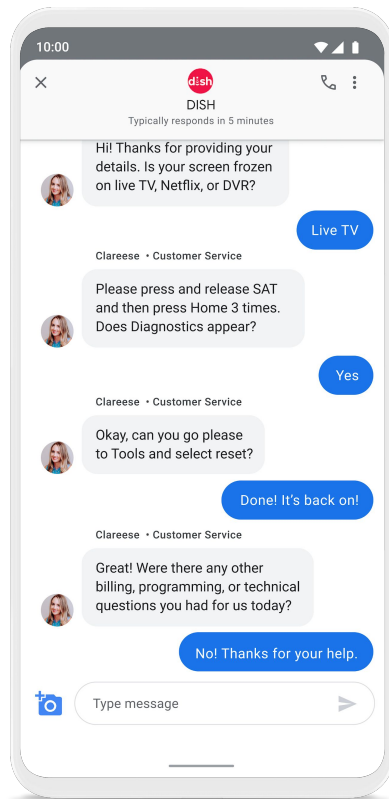 10:00
dish
DISH
Typically responds in 5 minutes
Hi! Thanks for providing your
details. Is your screen frozen
on live TV, Netflix, or DVR?
Live TV
Clareese • Customer Service
Please press and release SAT
and then press Home 3 times.
Does Diagnostics appear?
Yes
Clareese • Customer Service
Okay, can you go please
to Tools and select reset?
Done! It's back on!
Clareese • Customer Service
Great! Were there any other
billing, programming, or technical
questions you had for us today?
No! Thanks for your help.
Type message